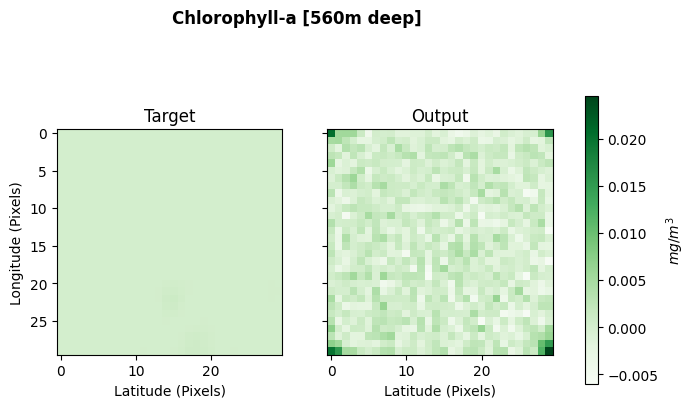 Chlorophyll-a [560m deep]
Target
Output
0
5
10
15
20
25
Longitude (Pixels)
0
20
Latitude (Pixels)
0
10
20
Latitude (Pixels)
0.020
0.015
0.010
0.005
0.000
−0.005
mg/m³